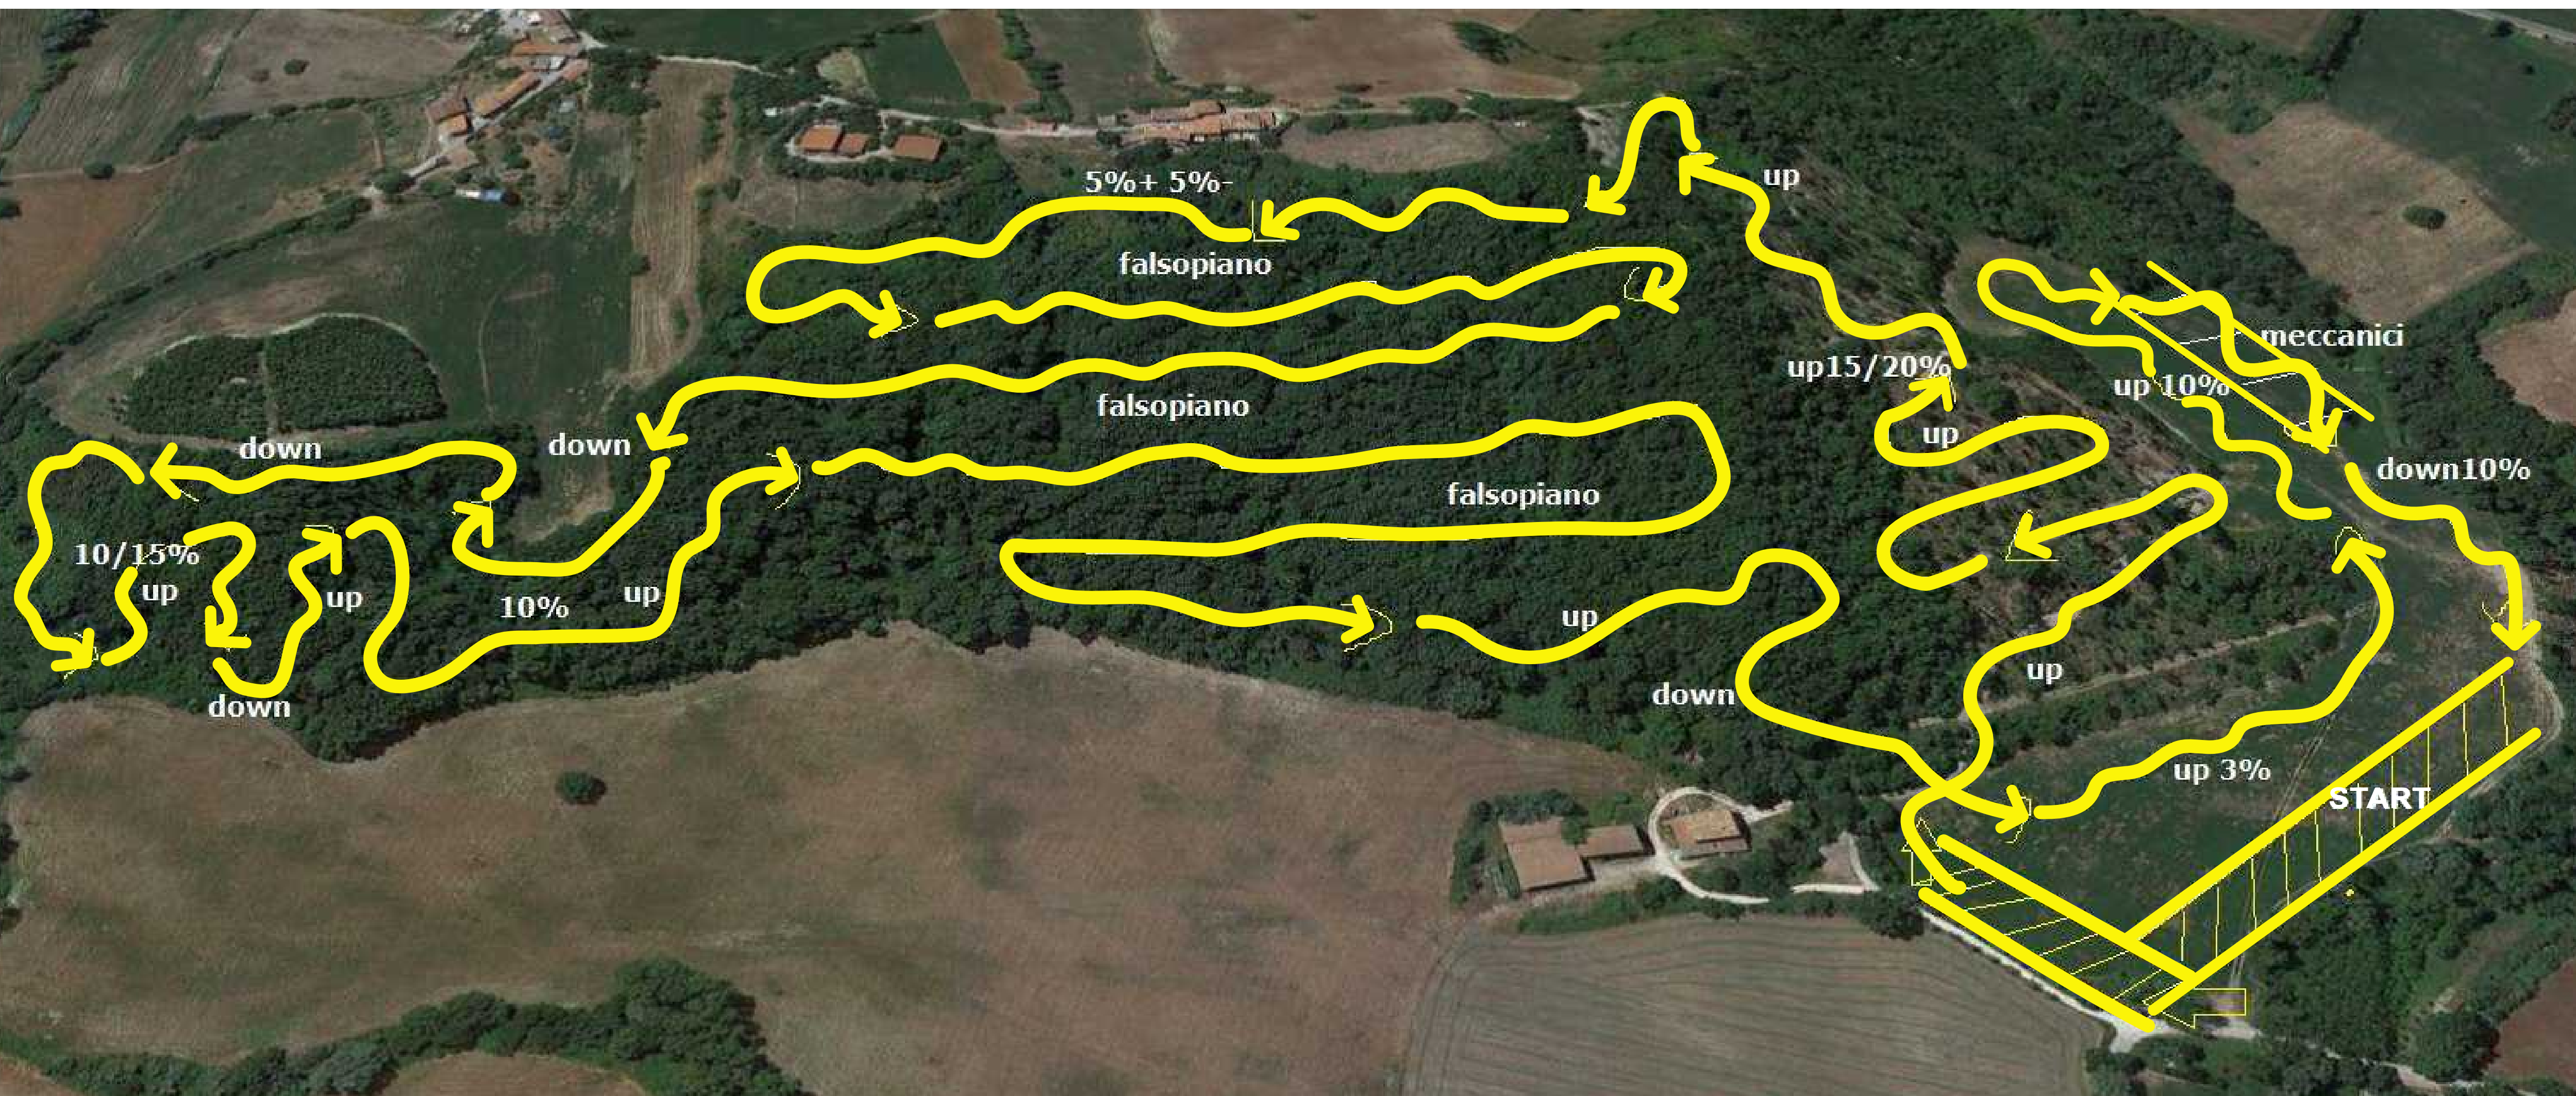 up
5%+ 5%-
falsopiano
meccanici
up15/20%
up 10%
falsopiano
up
down
down
down10%
falsopiano
10/15%
up
up
10%
up
up
up
down
down
up 3%
START